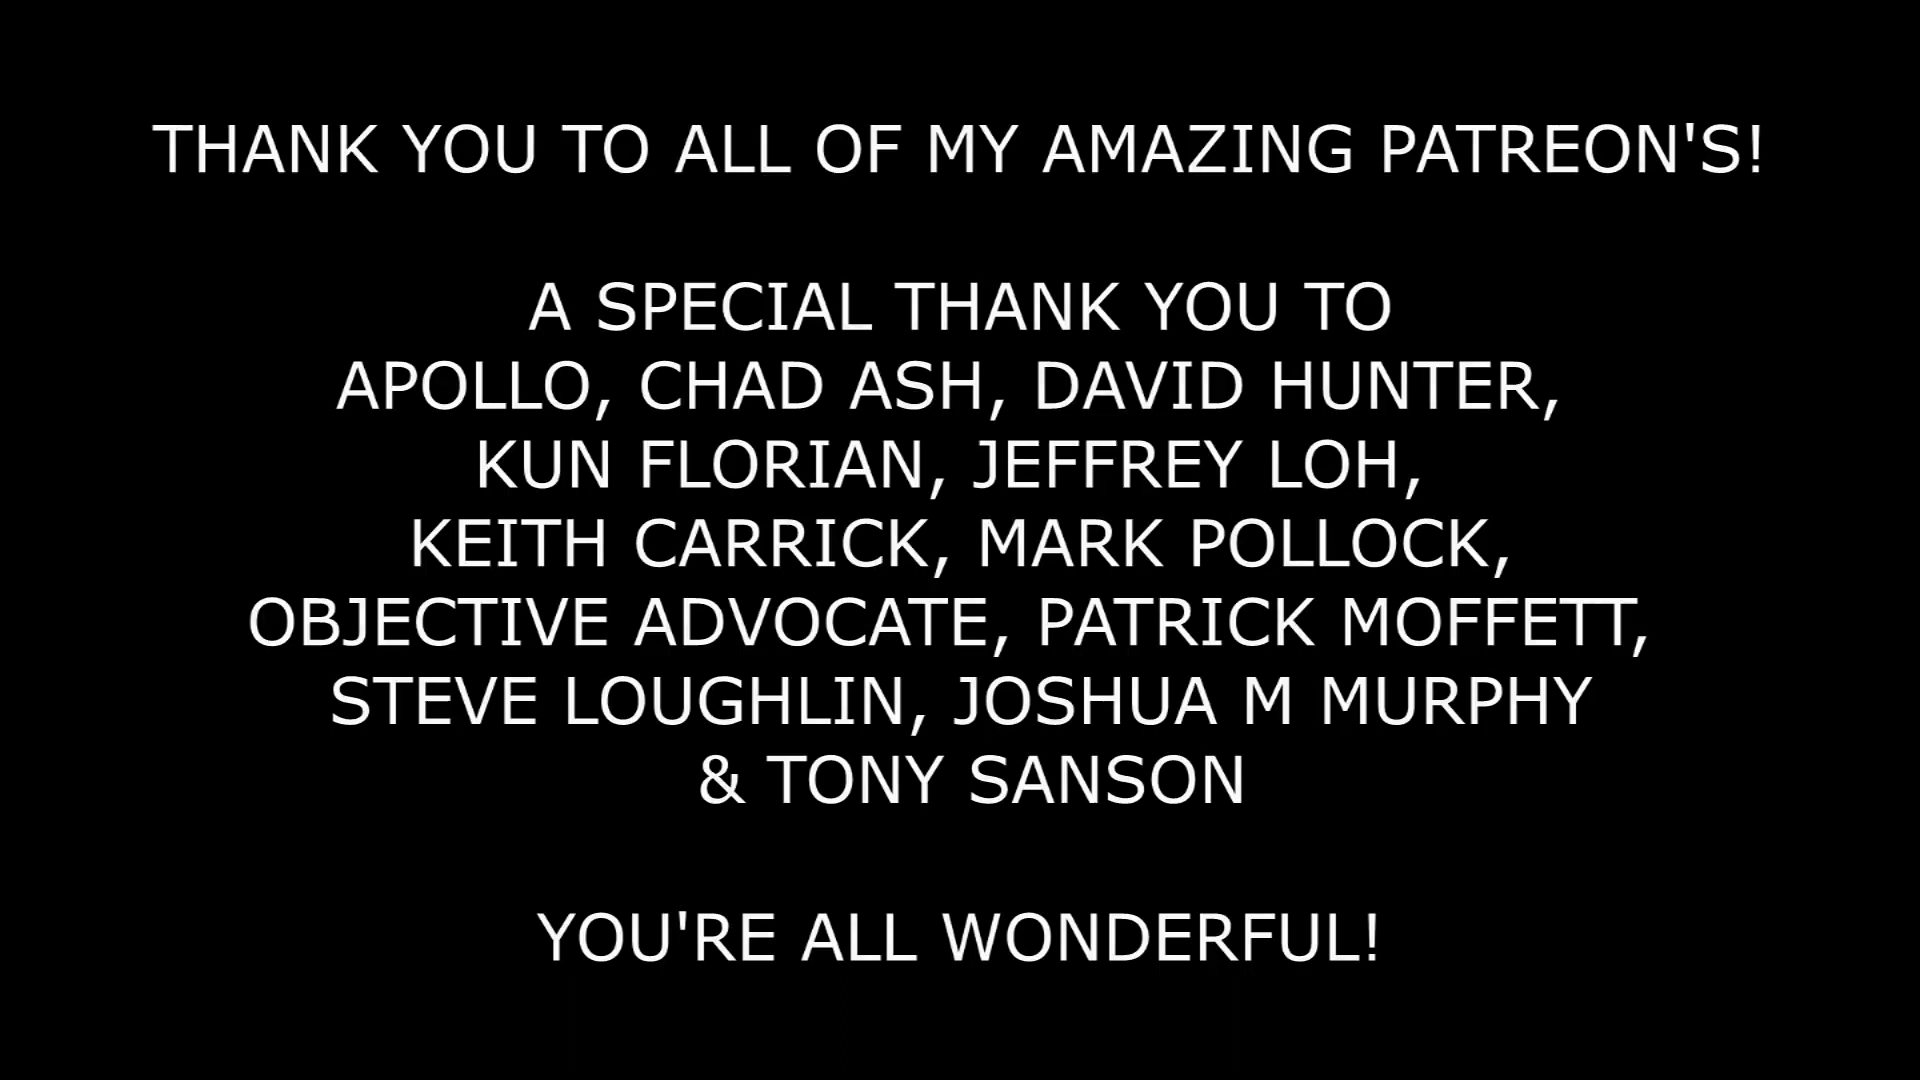 THANK YOU TO ALL OF MY AMAZING PATREON'S!
A SPECIAL THANK YOU TO
APOLLO, CHAD ASH, DAVID HUNTER,
KUN FLORIAN, JEFFREY LOH,
KEITH CARRICK, MARK POLLOCK,
OBJECTIVE ADVOCATE, PATRICK MOFFETT,
STEVE LOUGHLIN, JOSHUA M MURPHY
& TONY SANSON
YOU'RE ALL WONDERFUL!